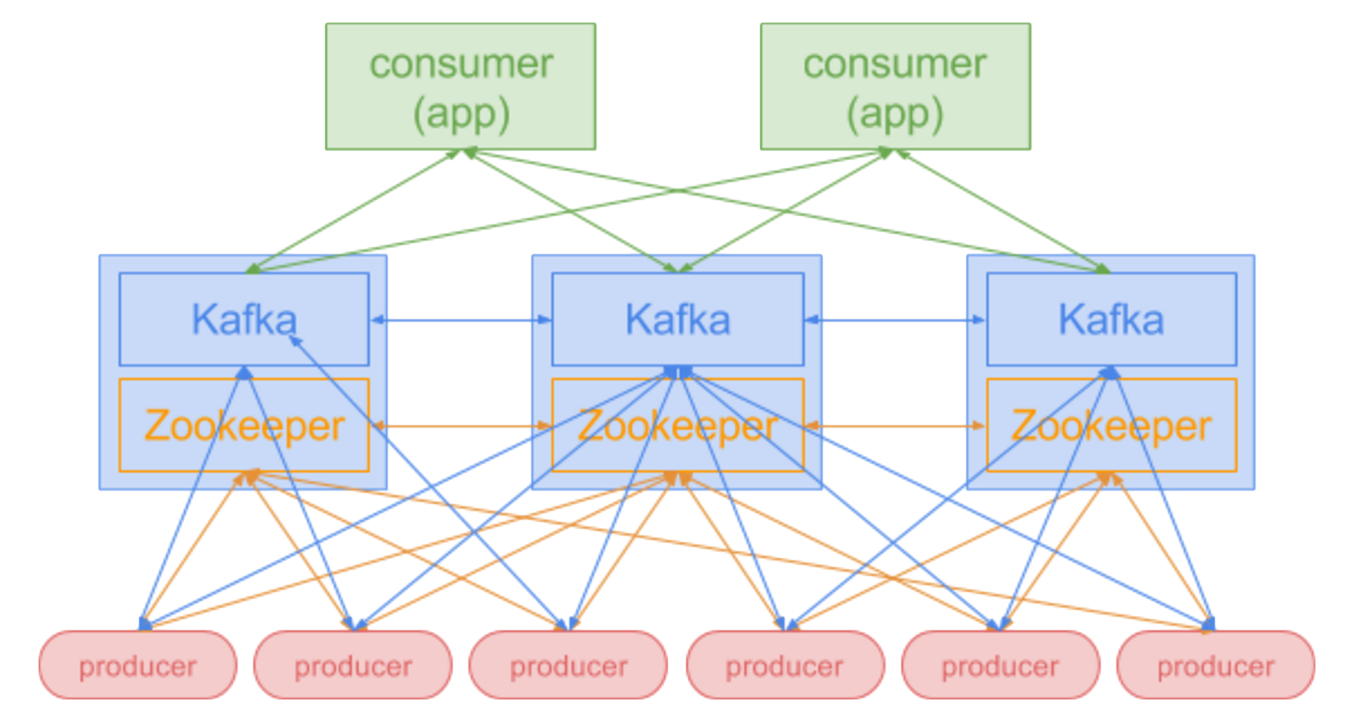 consumer
(app)
consumer
(app)
Kafka
Kafka
Kafka
Zookeeper
Zookeeper
Zookeeper
producer
producer
producer
producer
producer
producer